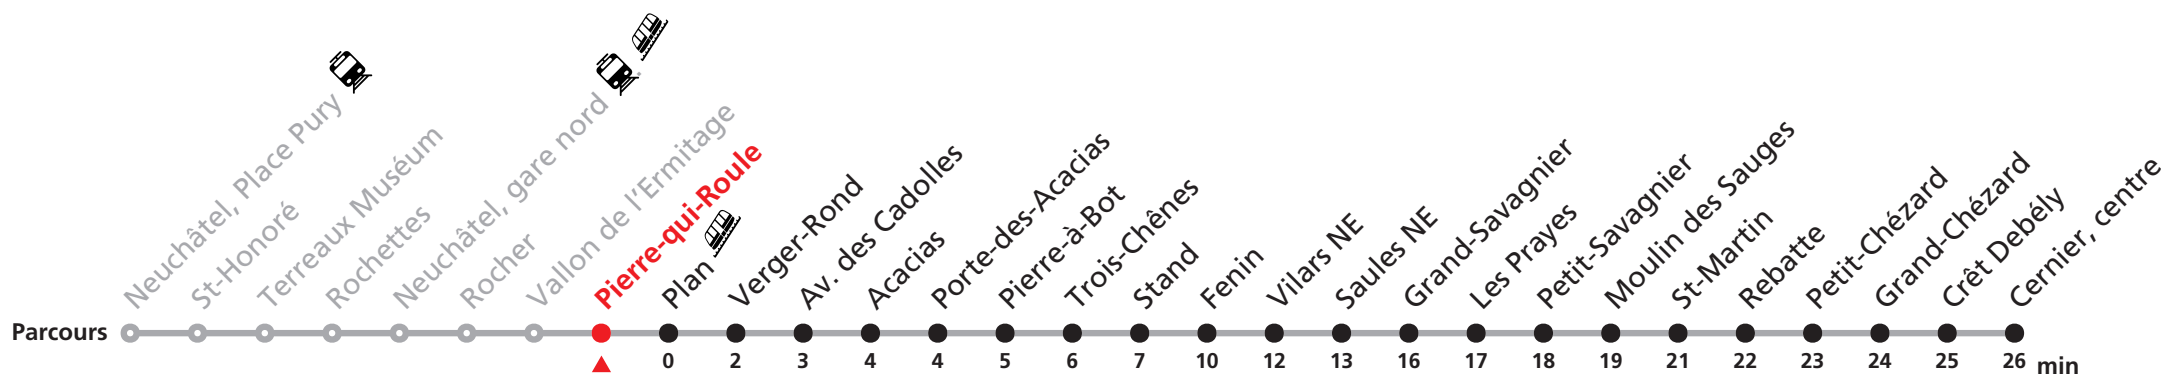 Neuchâtel, Place Pury
St-Honoré
Terreaux Muséum
Rochettes
Neuchâtel, gare nord
Rocher
Vallon de l'Ermitage
Pierre-qui-Roule
Plan
Verger-Rond
Av. des Cadolles
Acacias
Porte-des-Acacias
Pierre-à-Bot
Trois-Chênes
Stand
Fenin
Vilars NE
Saules NE
Grand-Savagnier
Les Prayes
Petit-Savagnier
Moulin des Sauges
St-Martin
Rebatte
Petit-Chézard
Grand-Chézard
Crêt Debély
Cernier, centre
Parcours
0 2 3 4 4 5 6 7 10 12 13 16 17 18 19 21 22 23 24 25 26 min